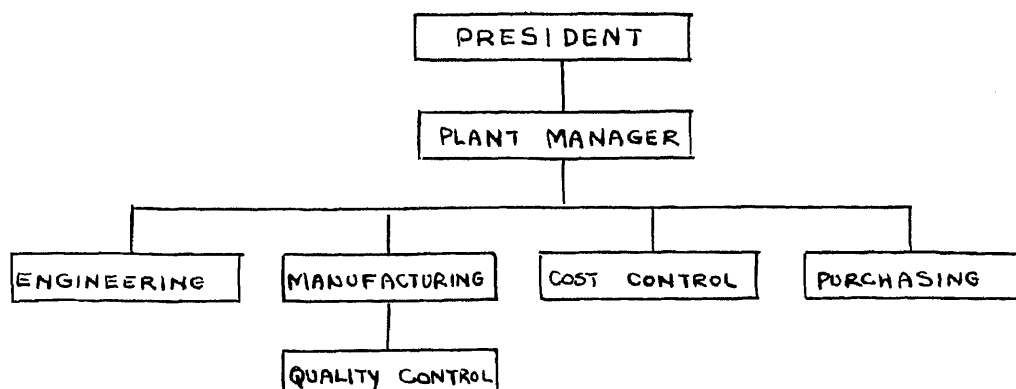 PRESIDENT
PLANT MANAGER
ENGINEERING
MANUFACTURING
COST CONTROL
PURCHASING
QUALITY CONTROL